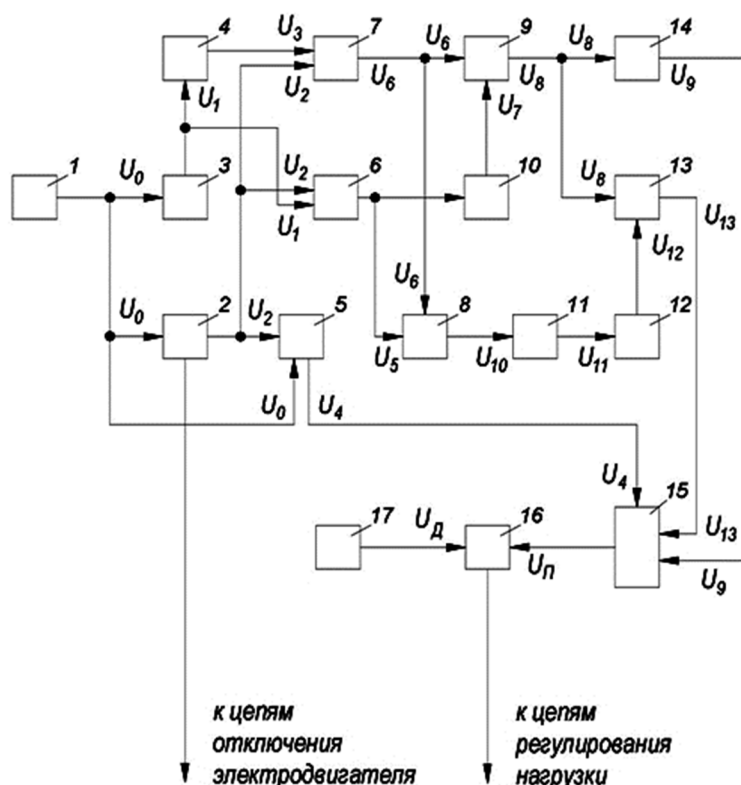 4 7 9 14
U3 U6 U8
U2 U6 U8 U9
U1 U7
1 3 6 10 13
U0 U2 U8 U13
U1 U12
U6
2 5 8 11 12
U0 U2
U5 U10 U11
U0 U4
U4 15
17 16 U13
UД
UП U9
к цепям к цепям
отключения регулирования
электродвигателя нагрузки